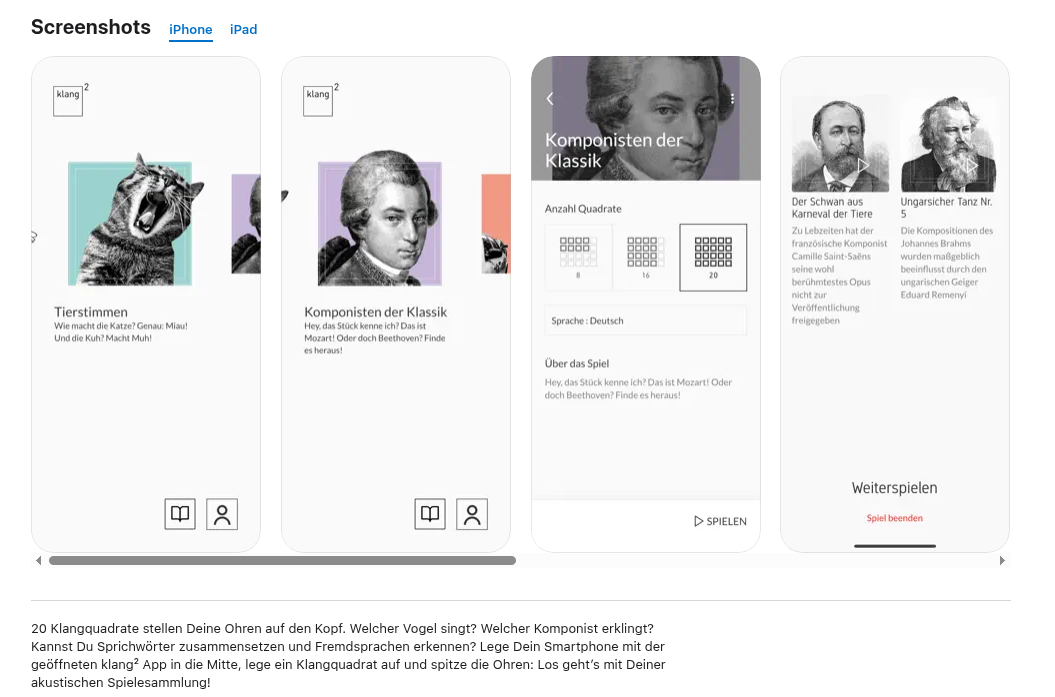 Screenshots iPhone iPad
klang 2
Tierstimmen
Wie macht die Katze? Genau: Miau!
Und die Kuh? Macht Muh!
klang 2
Komponisten der Klassik
Hey, das Stück kenne ich? Das ist
Mozart! Oder doch Beethoven? Finde
es heraus!
Komponisten der
Klassik
Anzahl Quadrate
8 16 20
Sprache : Deutsch
Über das Spiel
Hey, das Stück kenne ich? Das ist Mozart! Oder
doch Beethoven? Finde es heraus!
SPIELEN
Der Schwan aus
Karneval der Tiere
Zu Lebzeiten hat der
französische Komponist
Camille Saint-Saëns
seine wohl
berühmtestes Opus
nicht zur
Veröffentlichung
freigegeben
Ungarsicher Tanz Nr.
5
Die Kompositionen des
Johannes Brahms
wurden maßgeblich
beeinflusst durch den
ungarischen Geiger
Eduard Remenyi
Weiterspielen
Spiel beenden
20 Klangquadrate stellen Deine Ohren auf den Kopf. Welcher Vogel singt? Welcher Komponist erklingt?
Kannst Du Sprichwörter zusammensetzen und Fremdsprachen erkennen? Lege Dein Smartphone mit der
geöffneten klang² App in die Mitte, lege ein Klangquadrat auf und spitze die Ohren: Los geht’s mit Deiner
akustischen Spielesammlung!